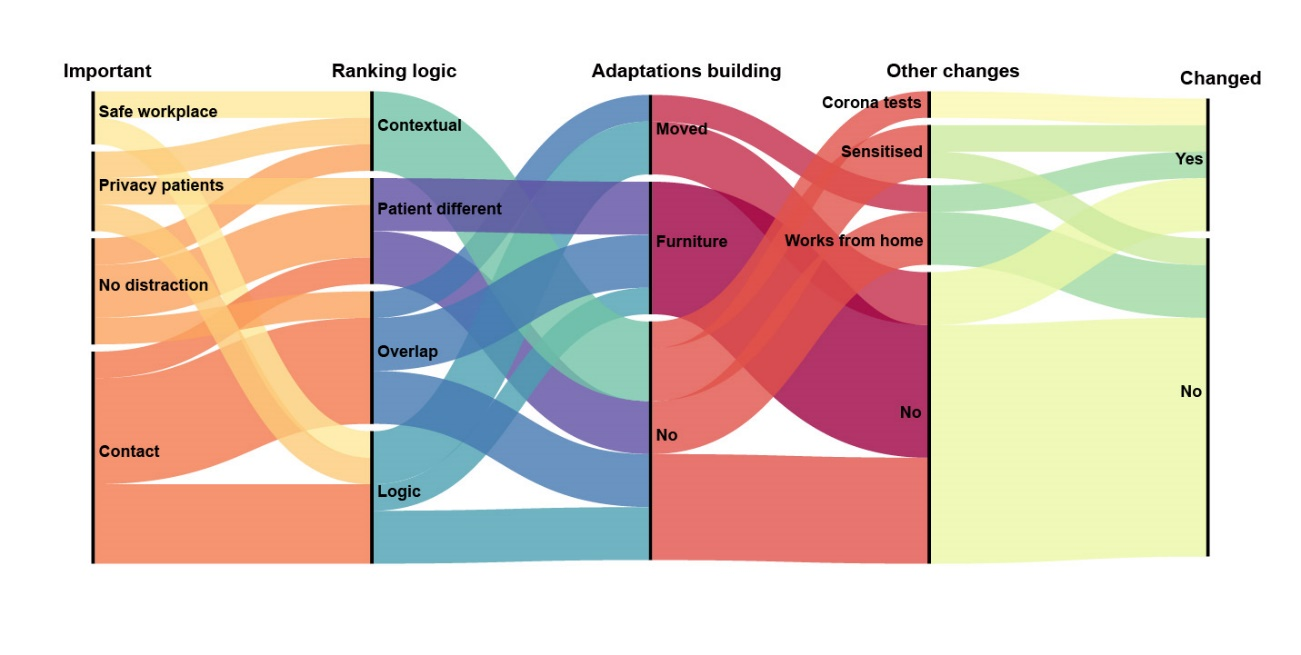 Important
Ranking logic
Adaptations building
Other changes
Changed
Safe workplace
Privacy patients
No distraction
Contact
Contextual
Patient different
Overlap
Logic
Moved
Furniture
No
Corona tests
Sensitised
Works from home
No
Yes
No